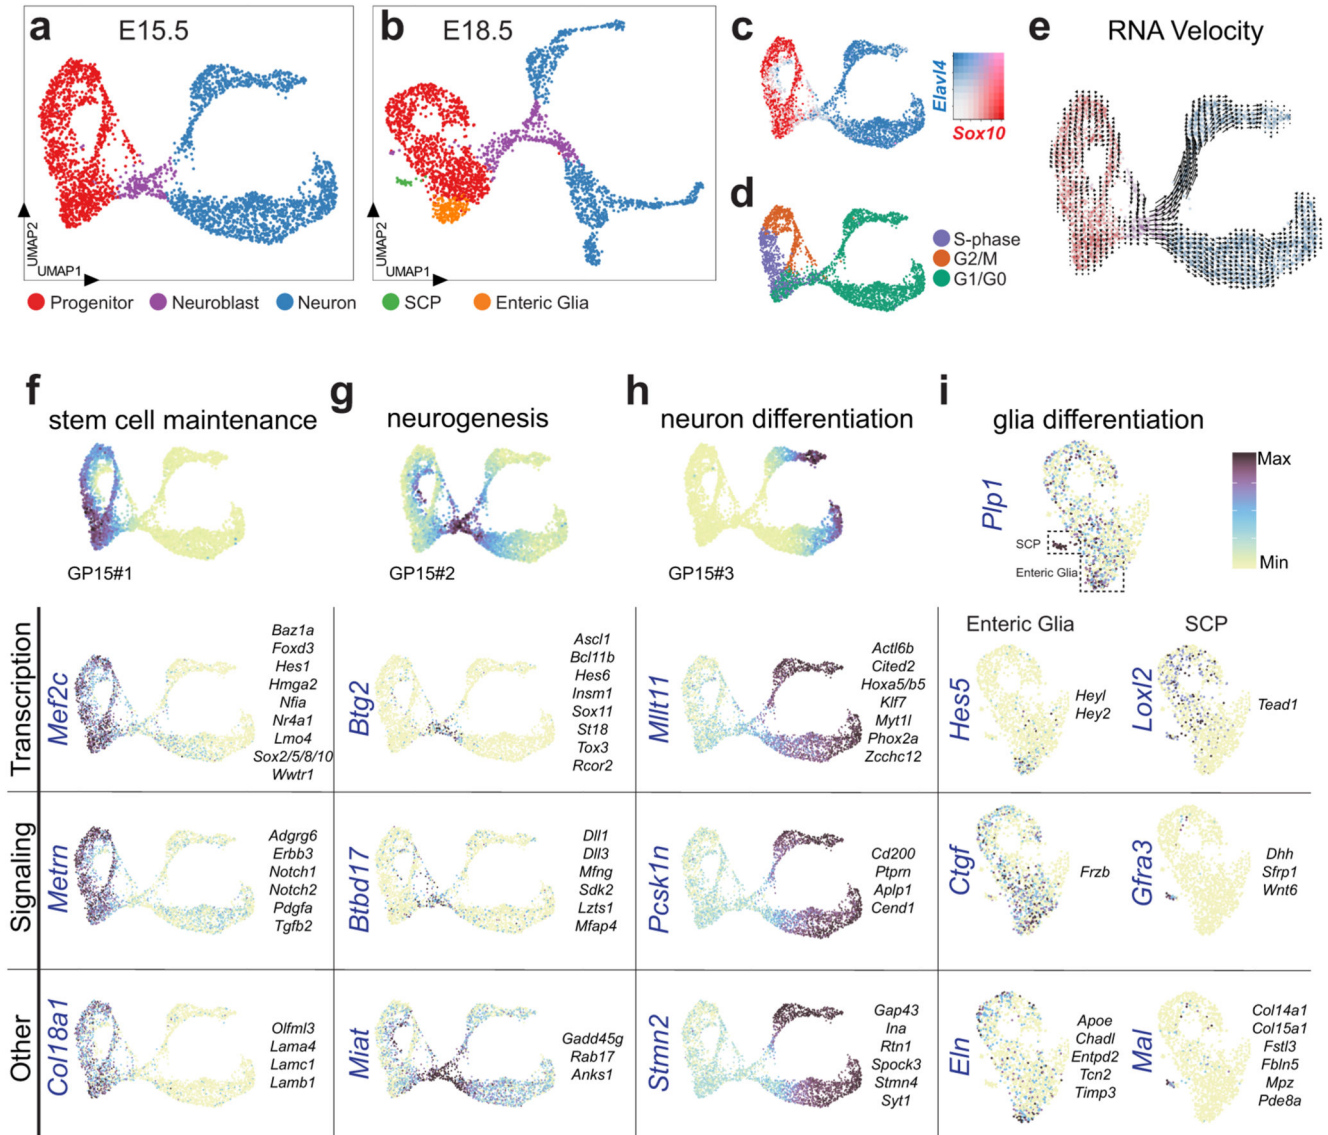 a
E15.5
b
E18.5
UMAP2
UMAP1
UMAP2
UMAP1
Progenitor
Neuroblast
Neuron
SCP
Enteric Glia
c
Elavl4
Sox10
d
S-phase
G2/M
G1/G0
e
RNA Velocity
f
stem cell maintenance
GP15#1
g
neurogenesis
GP15#2
h
neuron differentiation
GP15#3
i
glia differentiation
Plp1
SCP
Enteric Glia
Max
Min
Transcription
Mef2c
Baz1a
Foxd3
Hes1
Hmga2
Nfia
Nr4a1
Lmo4
Sox2/5/8/10
Wwtr1
Btg2
Ascl1
Bcl11b
Hes6
Insm1
Sox11
St18
Tox3
Rcor2
Mllt11
Actl6b
Cited2
Hoxa5/b5
Klf7
Myt1l
Phox2a
Zcchc12
Enteric Glia
Hes5
Heyl
Hey2
SCP
Loxl2
Tead1
Signaling
Metrn
Adgrg6
Erbb3
Notch1
Notch2
Pdgfa
Tgfb2
Btbd17
Dll1
Dll3
Mfng
Sdk2
Lzts1
Mfap4
Pcsk1n
Cd200
Ptprn
Aplp1
Cend1
Ctgf
Frzb
Gfra3
Dhh
Sfrp1
Wnt6
Other
Col18a1
Olfml3
Lama4
Lamc1
Lamb1
Miat
Gadd45g
Rab17
Anks1
Stmn2
Gap43
Ina
Rtn1
Spock3
Stmn4
Syt1
Eln
Apoe
Chadl
Entpd2
Tcn2
Timp3
Mal
Col14a1
Col15a1
Fstl3
Fbln5
Mpz
Pde8a